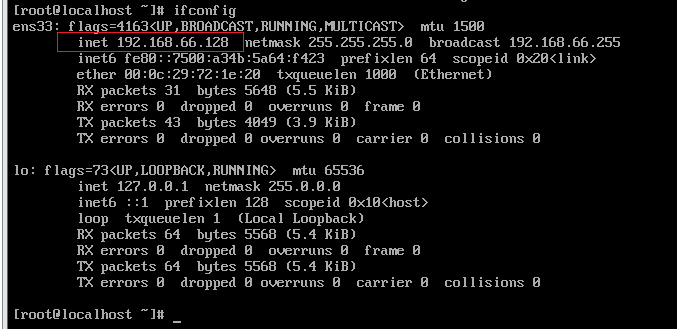 [root@localhost ~]# ifconfig
ens33: flags=4163<UP,BROADCAST,RUNNING,MULTICAST>  mtu 1500
        inet 192.168.66.128  netmask 255.255.255.0  broadcast 192.168.66.255
        inet6 fe80::7500:a34b:5a64:f423  prefixlen 64  scopeid 0x20<link>
        ether 00:0c:29:72:1e:20  txqueuelen 1000  (Ethernet)
        RX packets 31  bytes 5648 (5.5 KiB)
        RX errors 0  dropped 0  overruns 0  frame 0
        TX packets 43  bytes 4049 (3.9 KiB)
        TX errors 0  dropped 0 overruns 0  carrier 0  collisions 0

lo: flags=73<UP,LOOPBACK,RUNNING>  mtu 65536
        inet 127.0.0.1  netmask 255.0.0.0
        inet6 ::1  prefixlen 128  scopeid 0x10<host>
        loop  txqueuelen 1  (Local Loopback)
        RX packets 64  bytes 5568 (5.4 KiB)
        RX errors 0  dropped 0  overruns 0  frame 0
        TX packets 64  bytes 5568 (5.4 KiB)
        TX errors 0  dropped 0 overruns 0  carrier 0  collisions 0

[root@localhost ~]# _